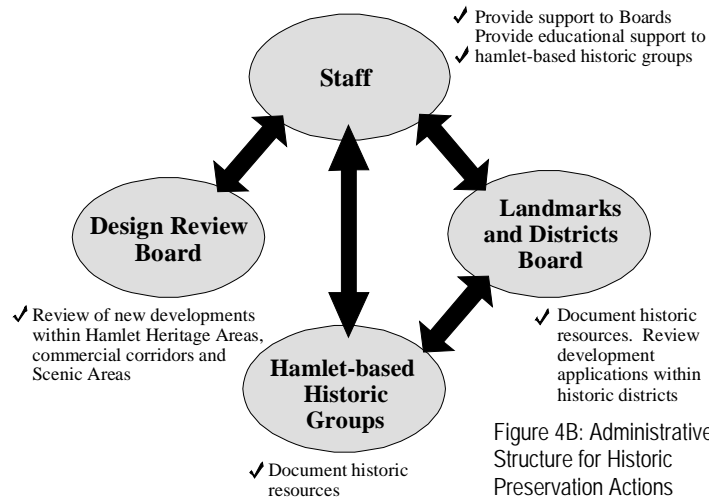 ✓ Provide support to Boards
Provide educational support to
✓ hamlet-based historic groups
Staff
Design Review
Board
Landmarks
and Districts
Board
✓ Review of new developments
within Hamlet Heritage Areas,
commercial corridors and
Scenic Areas
✓ Document historic
resources. Review
development
applications within
historic districts
Hamlet-based
Historic
Groups
✓ Document historic
resources
Figure 4B: Administrative
Structure for Historic
Preservation Actions